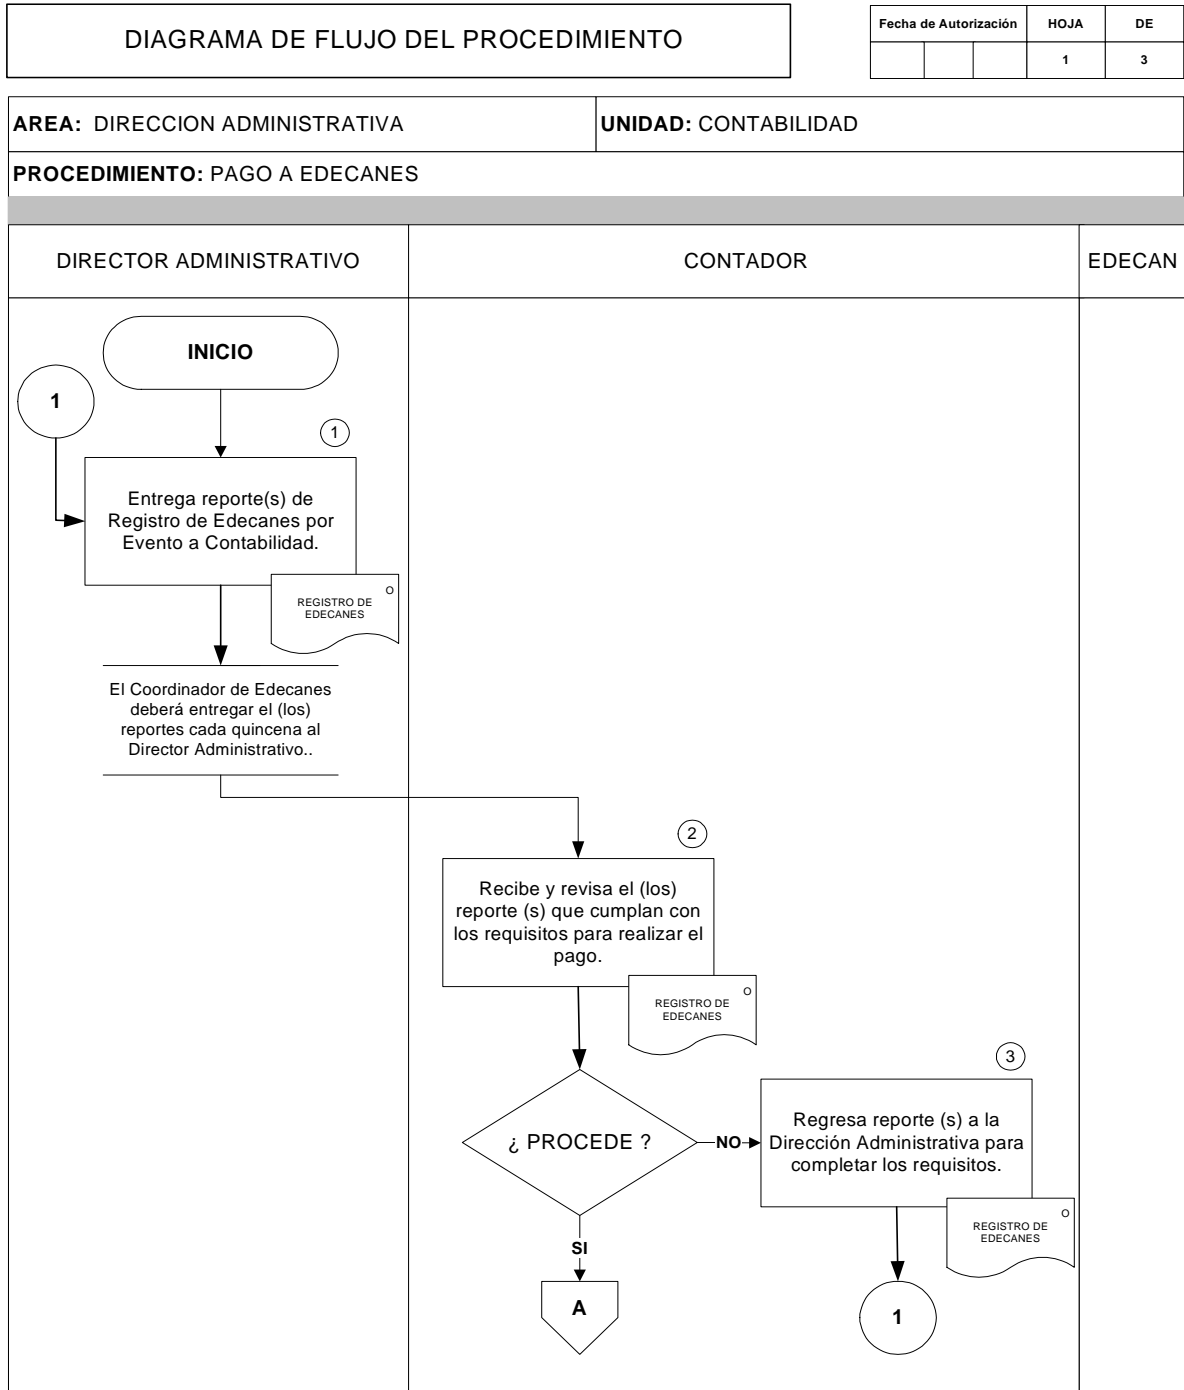 DIAGRAMA DE FLUJO DEL PROCEDIMIENTO
Fecha de Autorización HOJA DE
1 3
AREA: DIRECCION ADMINISTRATIVA
UNIDAD: CONTABILIDAD
PROCEDIMIENTO: PAGO A EDECANES
DIRECTOR ADMINISTRATIVO
CONTADOR
EDECAN
INICIO
1
1
Entrega reporte(s) de
Registro de Edecanes por
Evento a Contabilidad.
O
REGISTRO DE
EDECANES
El Coordinador de Edecanes
deberá entregar el (los)
reportes cada quincena al
Director Administrativo..
2
Recibe y revisa el (los)
reporte (s) que cumplan con
los requisitos para realizar el
pago.
O
REGISTRO DE
EDECANES
¿ PROCEDE ?
NO
3
Regresa reporte (s) a la
Dirección Administrativa para
completar los requisitos.
O
REGISTRO DE
EDECANES
SI
A
1